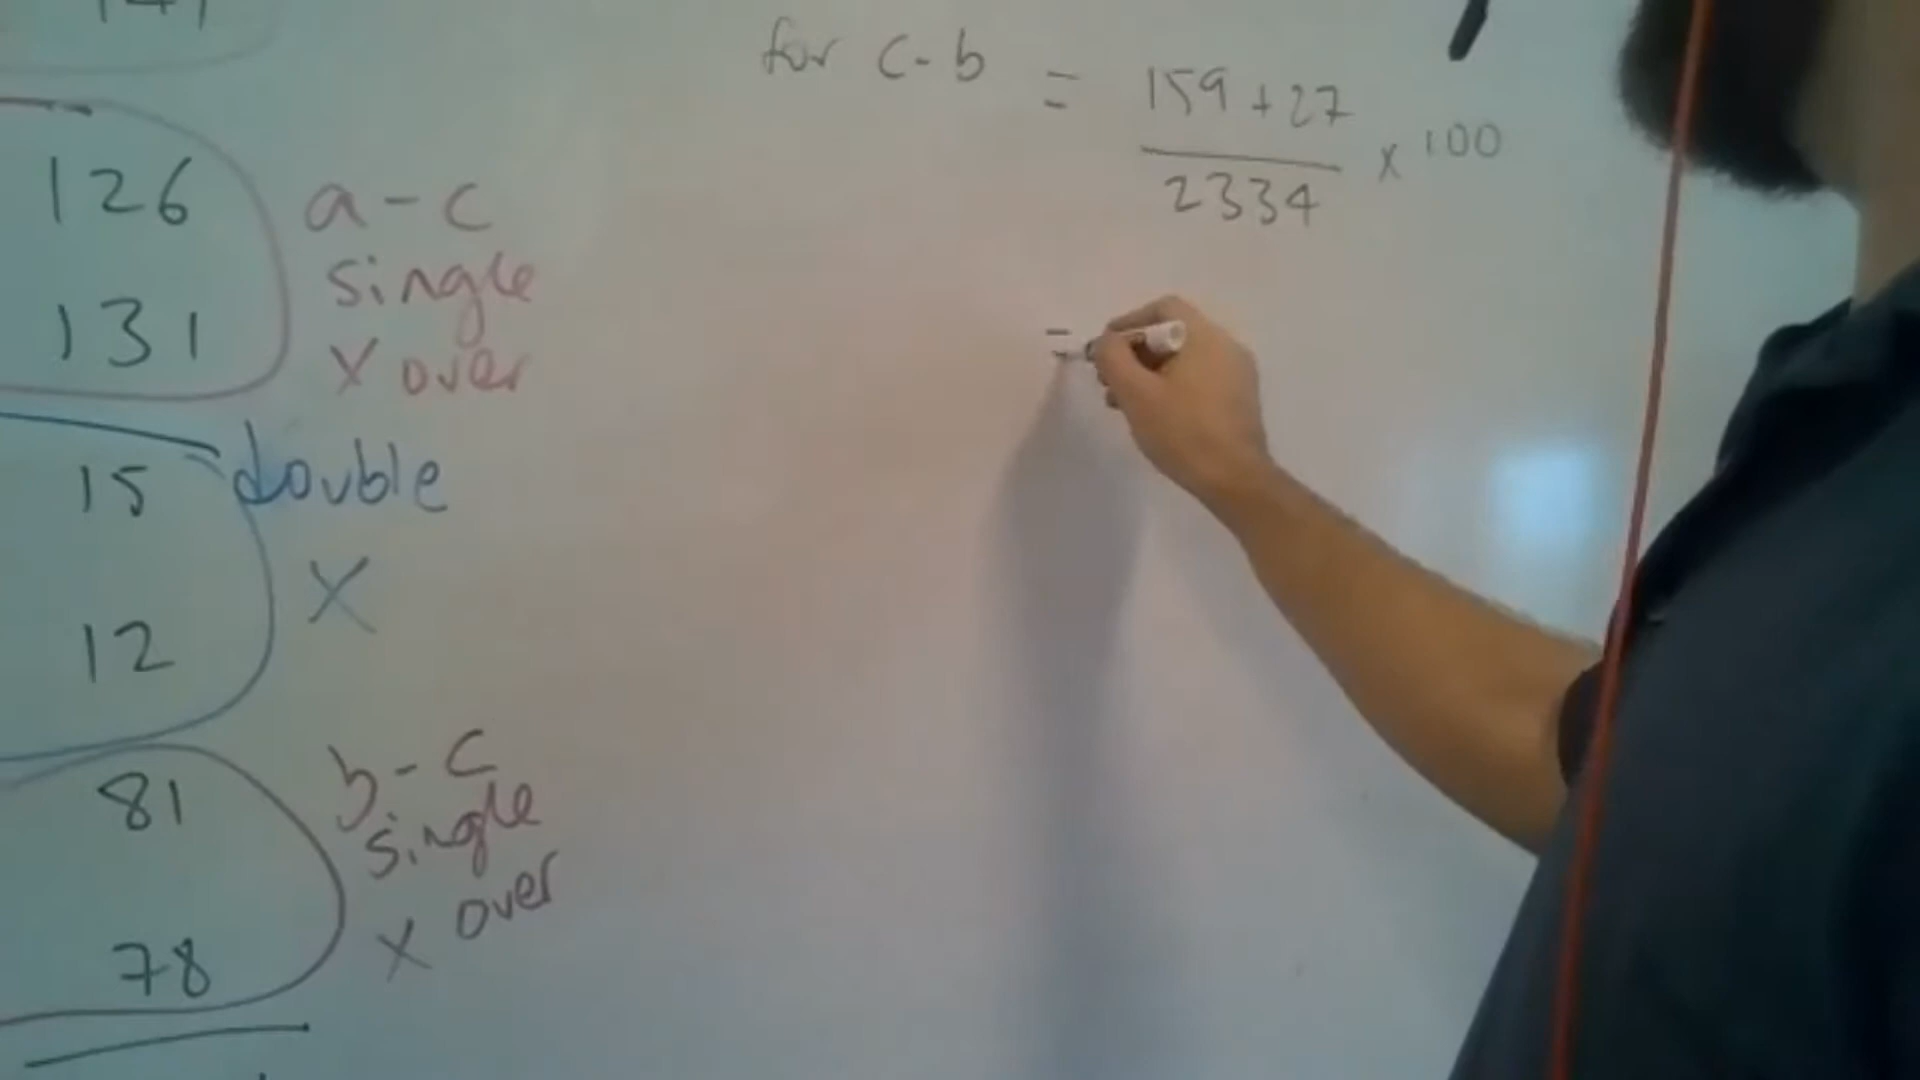 126
131
a-c
single
x over
15
12
double
X
81
78
b-c
single
x over
for c-b = 159+27
2334
x 100
=